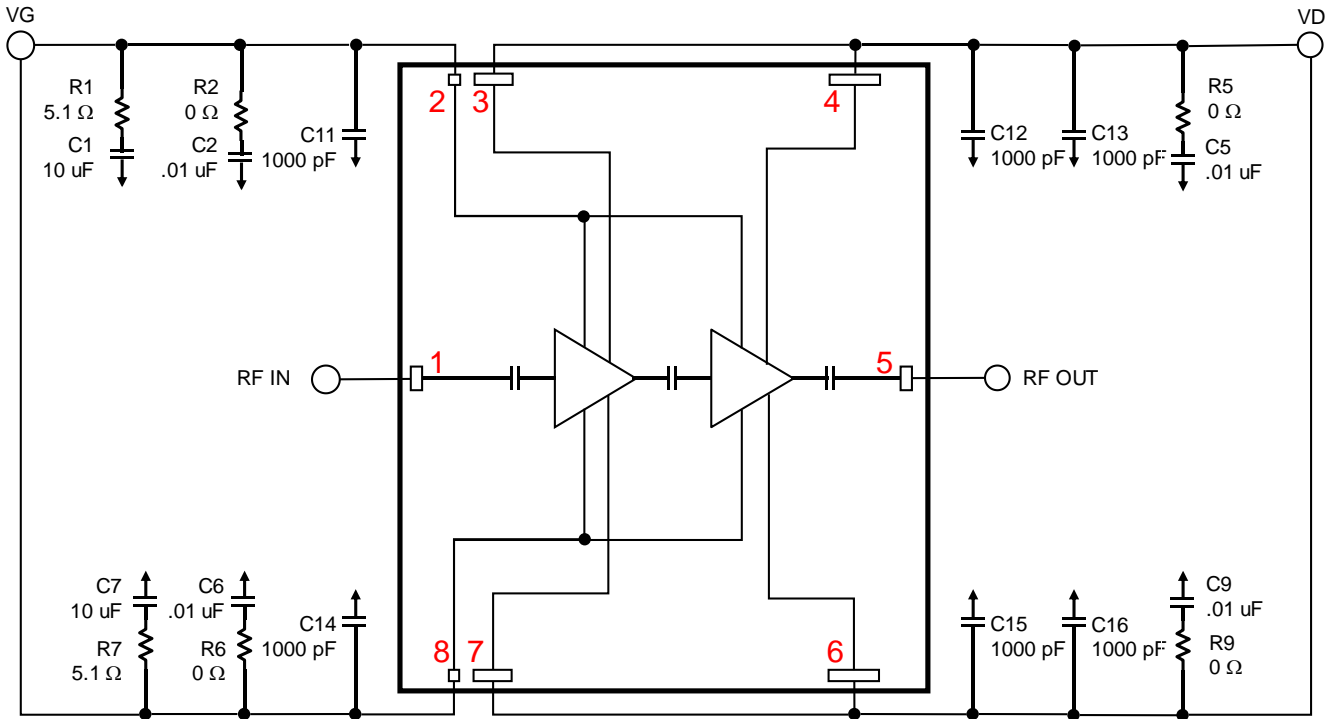 VG
VD
R1
5.1 Ω
C1
10 uF
R2
0 Ω
C2
.01 uF
C11
1000 pF
2
3
4
C12
1000 pF
C13
1000 pF
R5
0 Ω
C5
.01 uF
RF IN
1
5
RF OUT
C7
10 uF
R7
5.1 Ω
C6
.01 uF
R6
0 Ω
C14
1000 pF
8
7
6
C15
1000 pF
C16
1000 pF
C9
.01 uF
R9
0 Ω